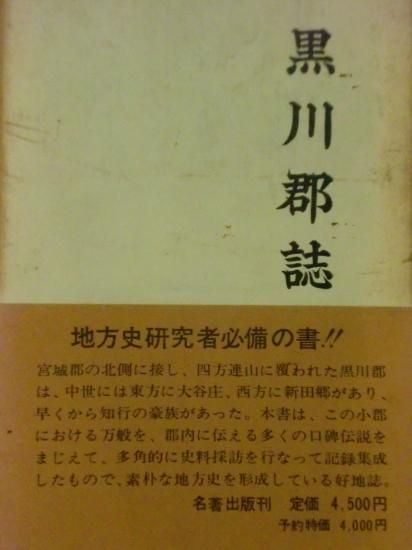 黒川郡誌
地方史研究者必備の書!!
宮城郡の北側に接し、四方連山に覆われた黒川郡
は、中世には東方に大谷庄、西方に新田郷があり、
早くから知行の豪族があった。本書は、この小郡
における万般を、郡内に伝える多くの口碑伝説を
まじえて、多角的に史料採訪を行なって記録集成
したもので、素朴な地方史を形成している好地誌。
名著出版刊 定価 4,500円
予約特価 4,000円